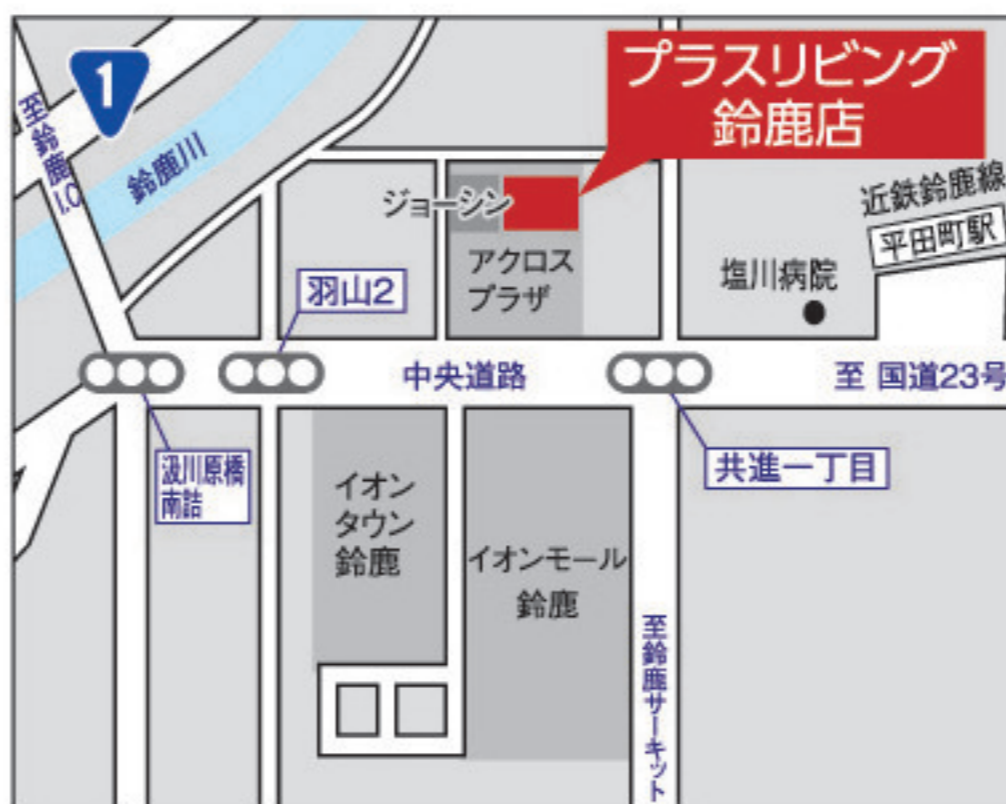 1
プラスリビング
鈴鹿店
至鈴鹿I.C
鈴鹿川
ジョーシン
近鉄鈴鹿線
平田町駅
アクロス
プラザ
塩川病院
羽山2
中央道路
至 国道23号
汲川原橋
南詰
共進一丁目
イオン
タウン
鈴鹿
イオンモール
鈴鹿
至鈴鹿サーキット